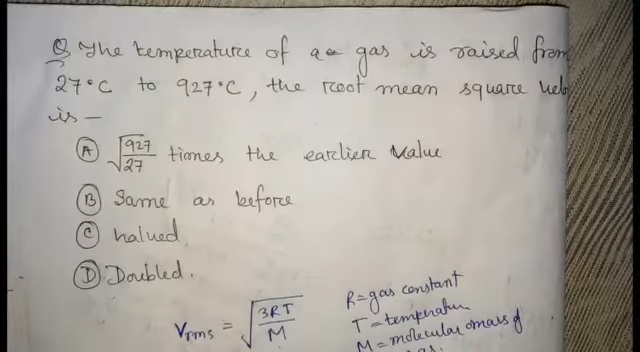 Q The temperature of a gas is raised from
27°C to 927°C, the root mean square
is —
(A) √927/27 times the earlier value
(B) Same as before
(C) halved
(D) Doubled.
Vrms = √3RT/M
R = gas constant
T = temperature
M = molecular mass of